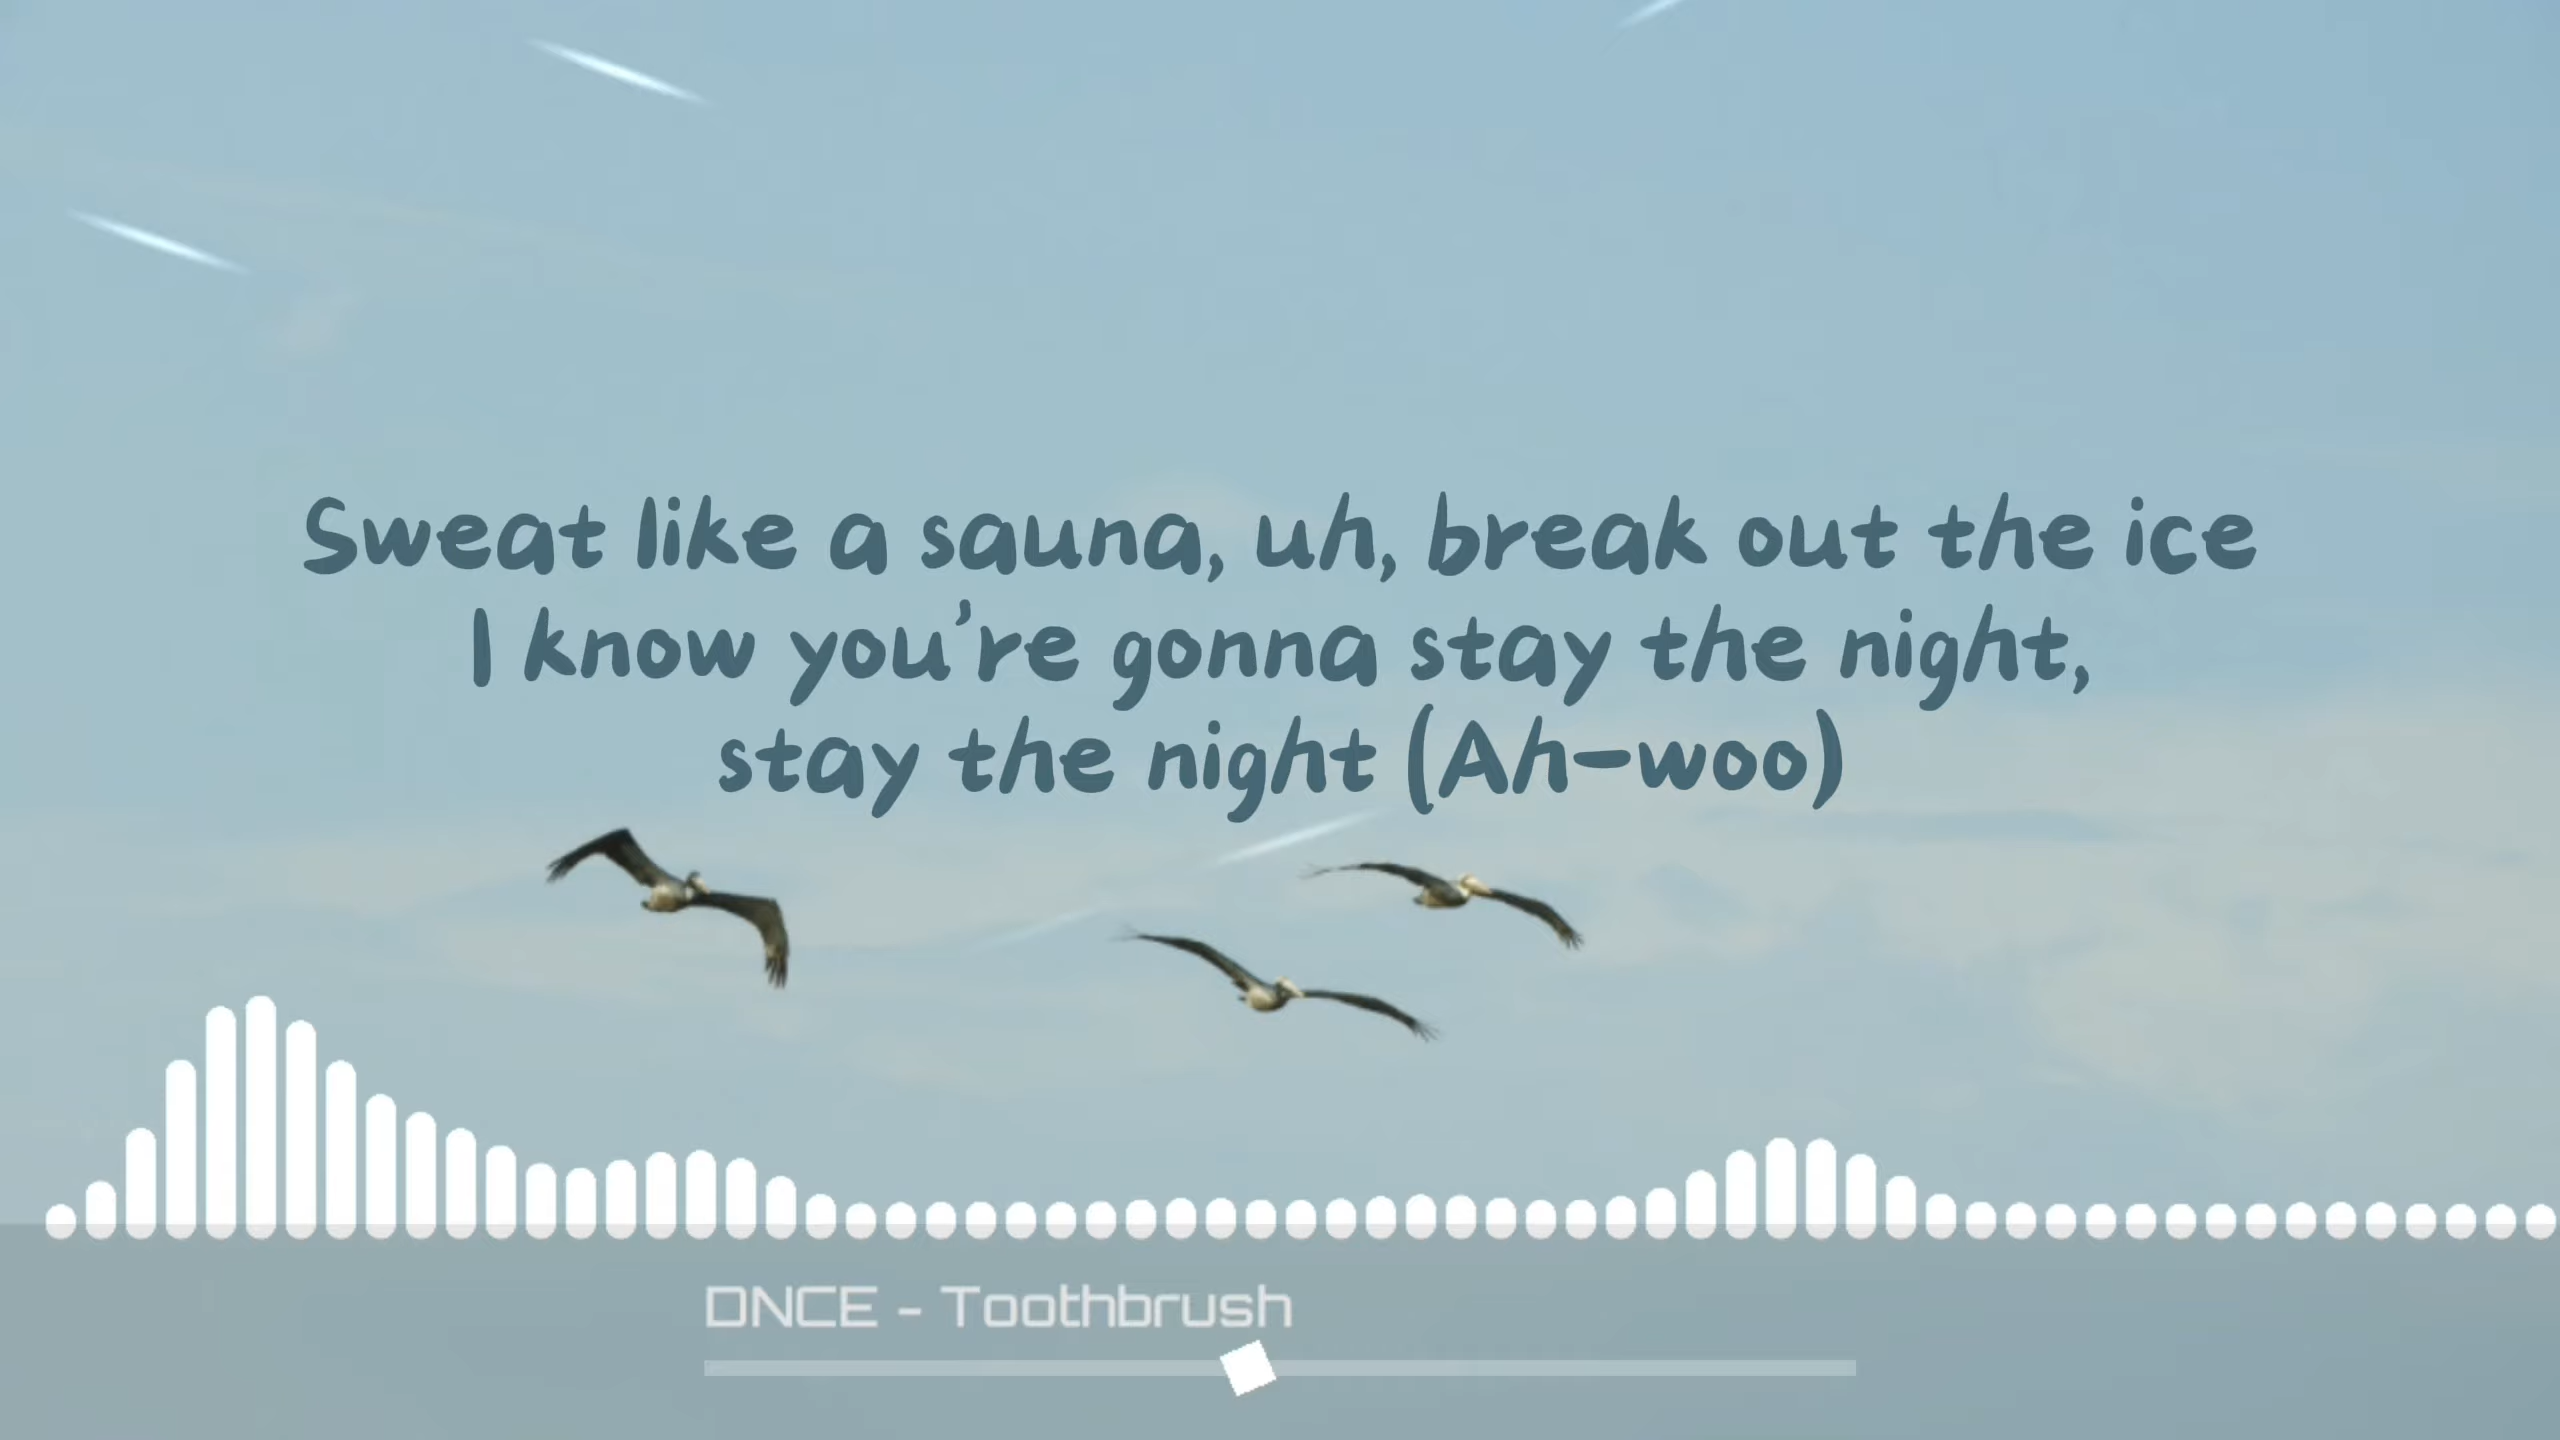 Sweat like a sauna, uh, break out the ice
I know you're gonna stay the night,
stay the night (Ah-woo)
DNCE - Toothbrush